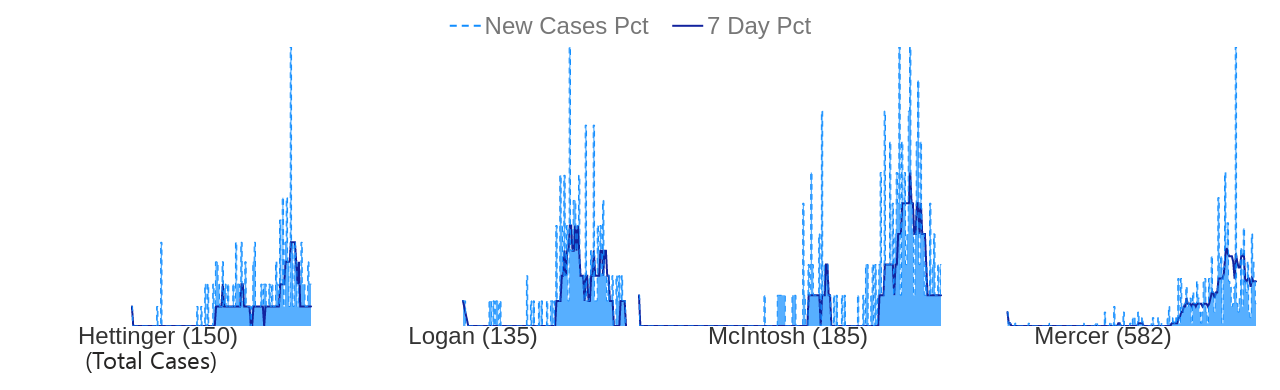 New Cases Pct 7 Day Pct
Hettinger (150) Logan (135) McIntosh (185) Mercer (582)
(Total Cases)